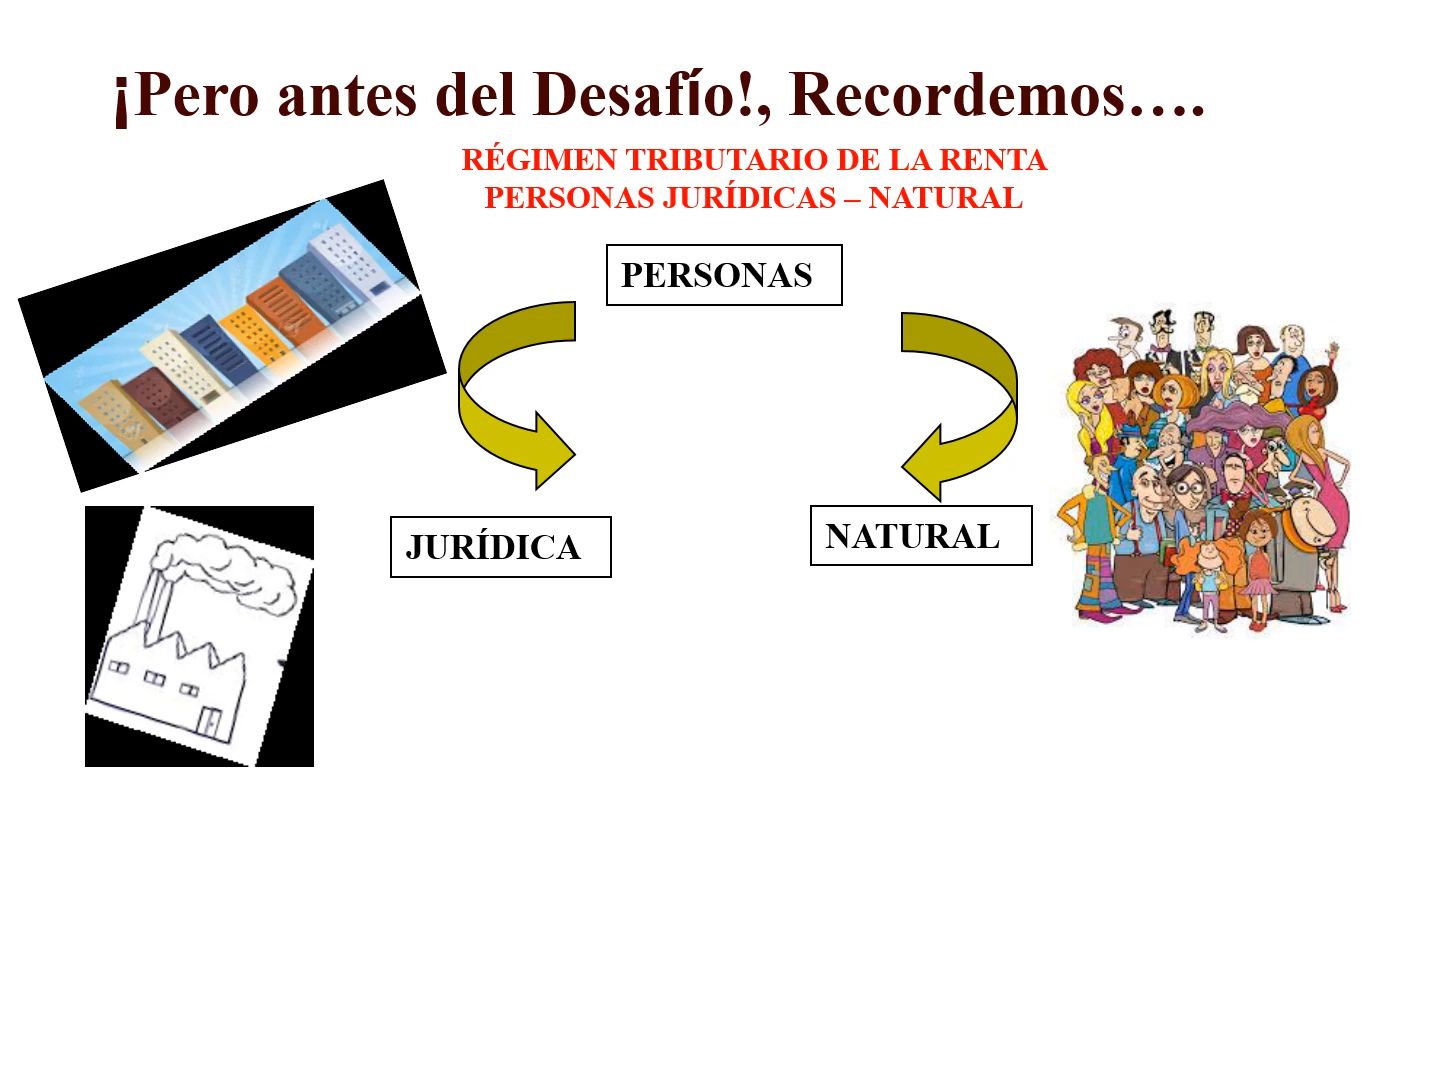 ¡Pero antes del Desafío!, Recordemos….
RÉGIMEN TRIBUTARIO DE LA RENTA
PERSONAS JURÍDICAS – NATURAL
PERSONAS
JURÍDICA
NATURAL